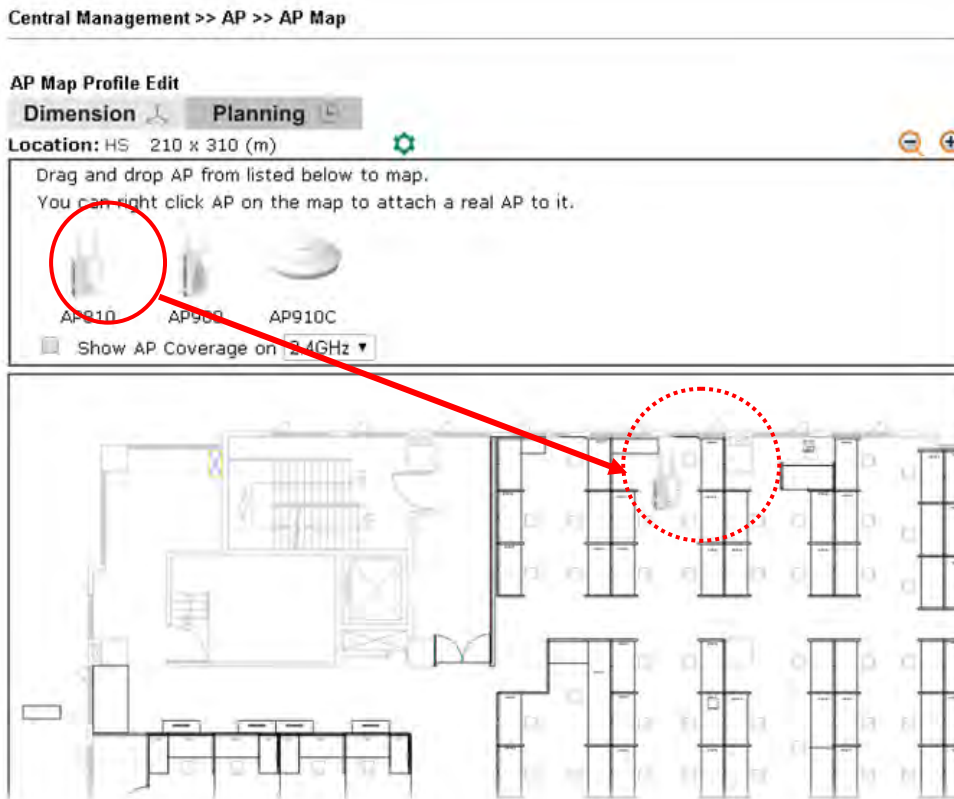 Central Management >> AP >> AP Map
AP Map Profile Edit
Dimension Planning
Location: HS 210 x 310 (m)
Drag and drop AP from listed below to map.
You can right click AP on the map to attach a real AP to it.
AP810 AP900 AP910C
Show AP Coverage on 2.4GHz